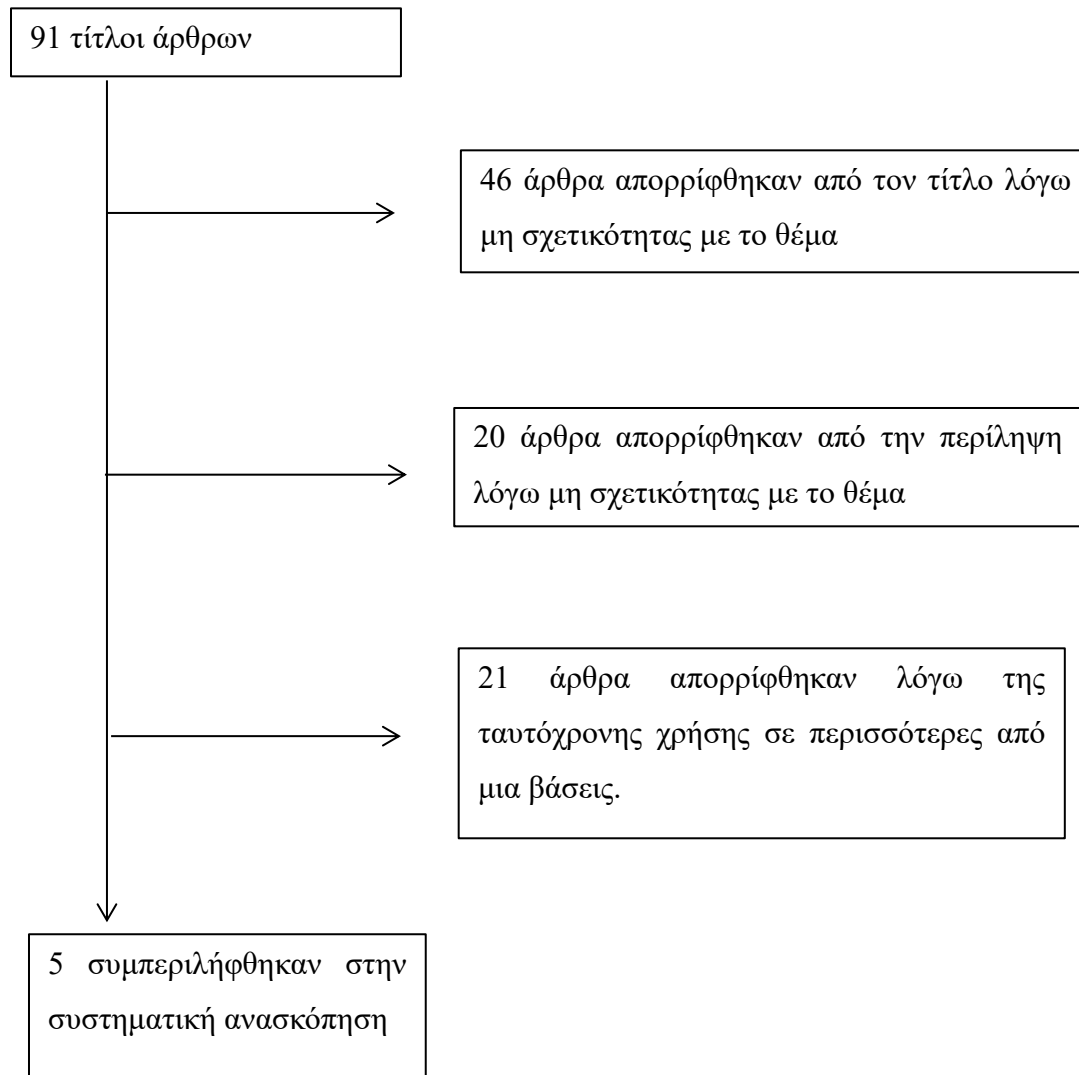 91 τίτλοι άρθρων
46 άρθρα απορρίφθηκαν από τον τίτλο λόγω
μη σχετικότητας με το θέμα
20 άρθρα απορρίφθηκαν από την περίληψη
λόγω μη σχετικότητας με το θέμα
21 άρθρα απορρίφθηκαν λόγω της
ταυτόχρονης χρήσης σε περισσότερες από
μια βάσεις.
5 συμπεριλήφθηκαν στην
συστηματική ανασκόπηση